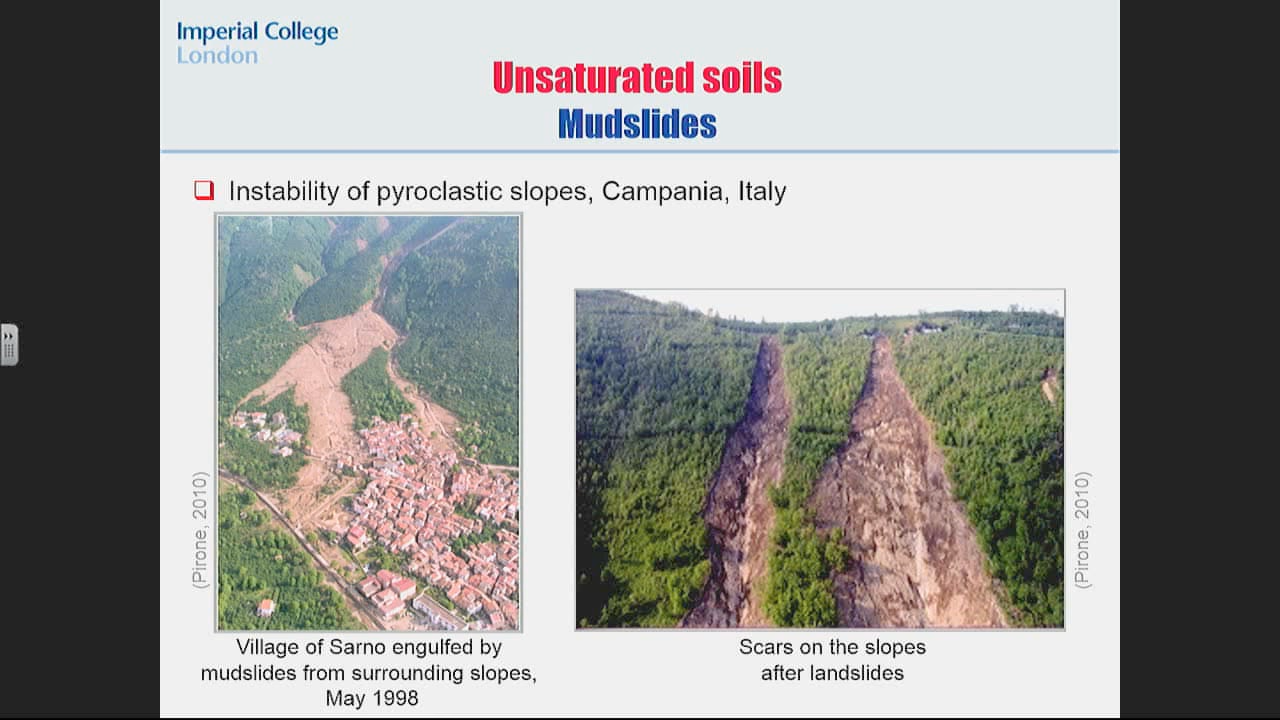 Imperial College
London
Unsaturated soils
Mudslides
Instability of pyroclastic slopes, Campania, Italy
(Pirone, 2010)
(Pirone, 2010)
Village of Sarno engulfed by
mudslides from surrounding slopes,
May 1998
Scars on the slopes
after landslides